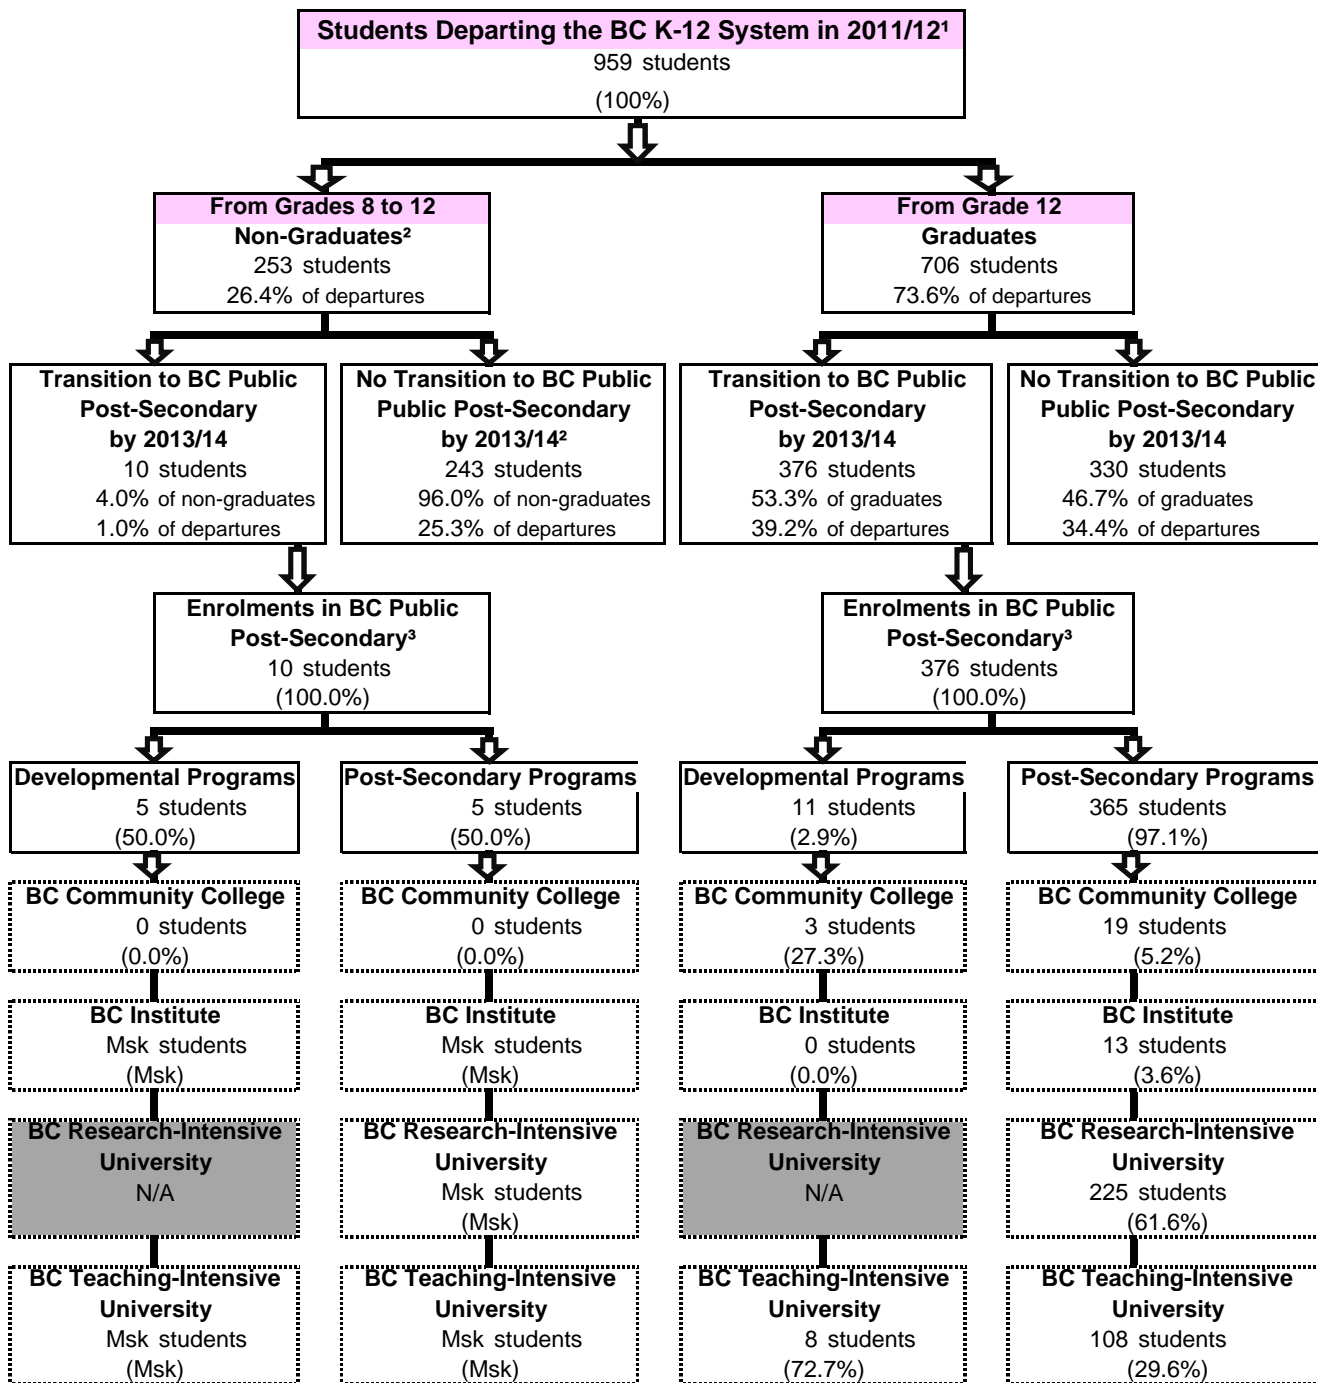 Students Departing the BC K-12 System in 2011/12¹
959 students
(100%)
From Grades 8 to 12
Non-Graduates²
253 students
26.4% of departures
From Grade 12
Graduates
706 students
73.6% of departures
Transition to BC Public
Post-Secondary
by 2013/14
10 students
4.0% of non-graduates
1.0% of departures
No Transition to BC Public
Public Post-Secondary
by 2013/14²
243 students
96.0% of non-graduates
25.3% of departures
Transition to BC Public
Post-Secondary
by 2013/14
376 students
53.3% of graduates
39.2% of departures
No Transition to BC Public
Public Post-Secondary
by 2013/14
330 students
46.7% of graduates
34.4% of departures
Enrolments in BC Public
Post-Secondary³
10 students
(100.0%)
Enrolments in BC Public
Post-Secondary³
376 students
(100.0%)
Developmental Programs
5 students
(50.0%)
Post-Secondary Programs
5 students
(50.0%)
Developmental Programs
11 students
(2.9%)
Post-Secondary Programs
365 students
(97.1%)
BC Community College
0 students
(0.0%)
BC Community College
0 students
(0.0%)
BC Community College
3 students
(27.3%)
BC Community College
19 students
(5.2%)
BC Institute
Msk students
(Msk)
BC Institute
Msk students
(Msk)
BC Institute
0 students
(0.0%)
BC Institute
13 students
(3.6%)
BC Research-Intensive
University
N/A
BC Research-Intensive
University
Msk students
(Msk)
BC Research-Intensive
University
N/A
BC Research-Intensive
University
225 students
(61.6%)
BC Teaching-Intensive
University
Msk students
(Msk)
BC Teaching-Intensive
University
Msk students
(Msk)
BC Teaching-Intensive
University
8 students
(72.7%)
BC Teaching-Intensive
University
108 students
(29.6%)